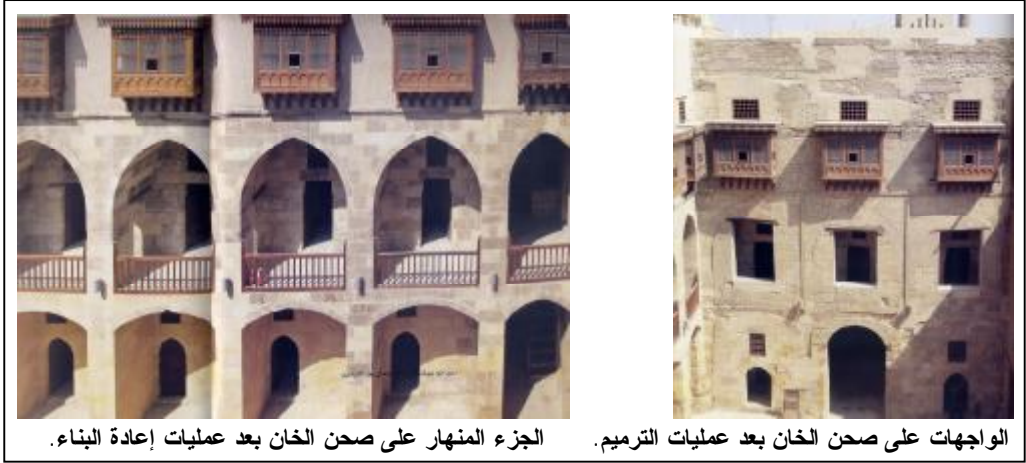 الواجهات على صحن الخان بعد عمليات الترميم.
الجزء المنهار على صحن الخان بعد عمليات إعادة البناء.